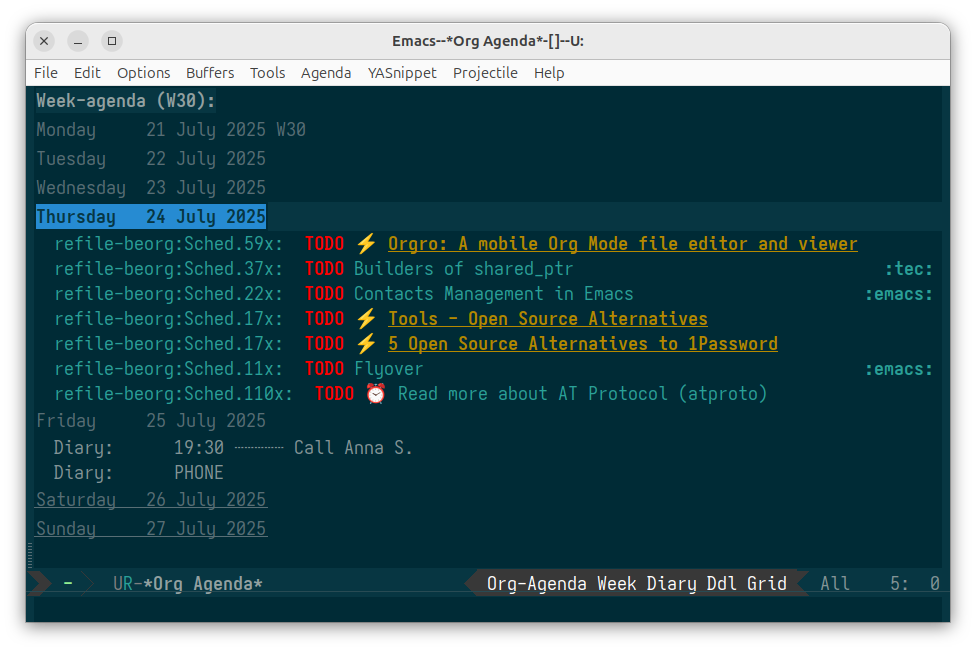 Emacs--*Org Agenda*-[]--U:
File Edit Options Buffers Tools Agenda YASnippet Projectile Help
Week-agenda (W30):
Monday 21 July 2025 W30
Tuesday 22 July 2025
Wednesday 23 July 2025
Thursday 24 July 2025
refile-beorg:Sched.59x: TODO ⚡ Orgro: A mobile Org Mode file editor and viewer
refile-beorg:Sched.37x: TODO Builders of shared_ptr :tec:
refile-beorg:Sched.22x: TODO Contacts Management in Emacs :emacs:
refile-beorg:Sched.17x: TODO ⚡ Tools - Open Source Alternatives
refile-beorg:Sched.17x: TODO ⚡ 5 Open Source Alternatives to 1Password
refile-beorg:Sched.11x: TODO Flyover :emacs:
refile-beorg:Sched.110x: TODO ⏰ Read more about AT Protocol (atproto)
Friday 25 July 2025
Diary: 19:30 ┄┄┄┄┄ Call Anna S.
Diary: PHONE
Saturday 26 July 2025
Sunday 27 July 2025
- UR-*Org Agenda* Org-Agenda Week Diary Ddl Grid All 5: 0